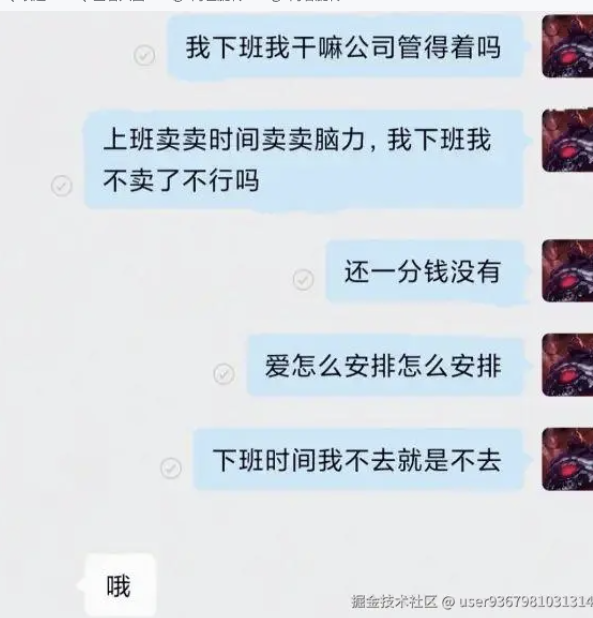 我下班我干嘛公司管得着吗
上班卖卖时间卖卖脑力，我下班我
不卖了不行吗
还一分钱没有
爱怎么安排怎么安排
下班时间我不去就是不去
哦
掘金技术社区 @ user9367981031314